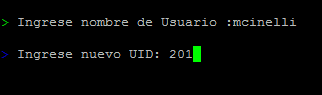 > Ingrese nombre de Usuario :mcinelli
> Ingrese nuevo UID: 201